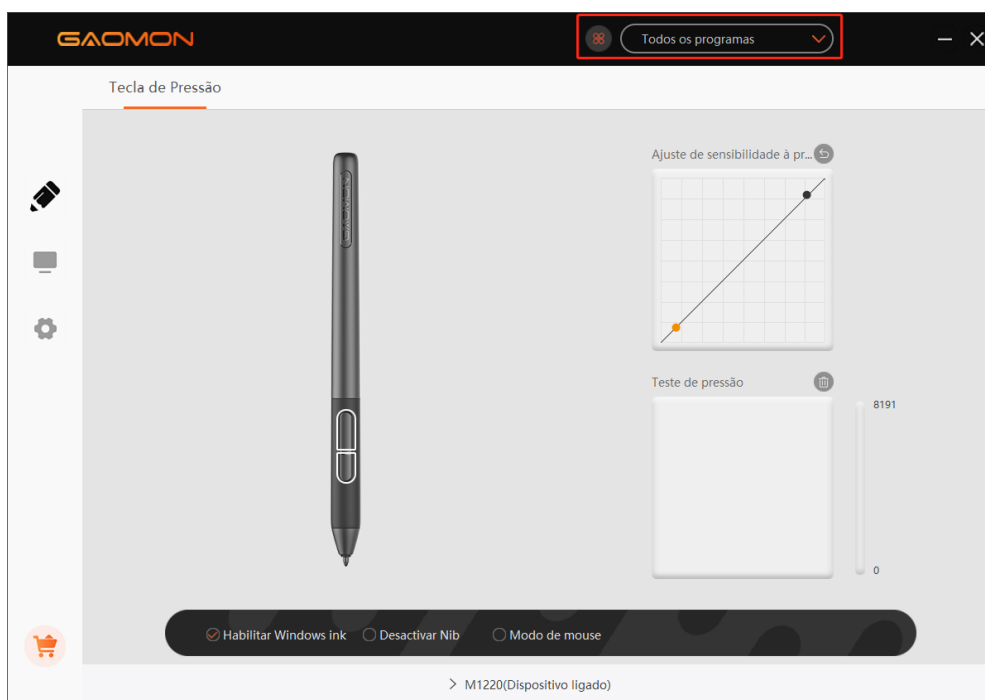 GAOMON
Todos os programas
Tecla de Pressão
Ajuste de sensibilidade à pr...
GAOMON
Teste de pressão
8191
0
Habilitar Windows ink
Desactivar Nib
Modo de mouse
M1220(Dispositivo ligado)